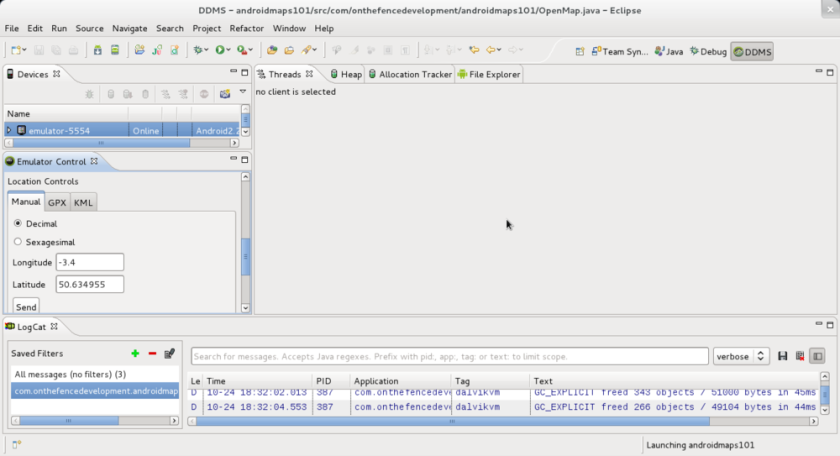 DDMS – androidmaps101/src/com/onthefencedevelopment/androidmaps101/OpenMap.java – Eclipse
File Edit Run Source Navigate Search Project Refactor Window Help
Team Syn... Java Debug DDMS
Devices
Name
emulator-5554 Online
Threads Heap Allocation Tracker File Explorer
no client is selected
Emulator Control
Location Controls
Manual GPX KML
Decimal
Sexagesimal
Longitude -3.4
Latitude 50.634955
Send
LogCat
Saved Filters
All messages (no filters) (3)
com.onthefencedevelopment.androidmap
Search for messages. Accepts Java regexes. Prefix with pid:, app:, tag: or text: to limit scope.
verbose
Le Time PID Application Tag Text
D 10-24 18:32:02.013 387 com.onthefencedev dalvikvm GC_EXPLICIT freed 343 objects / 51000 bytes in 45ms
D 10-24 18:32:04.553 387 com.onthefencedev dalvikvm GC_EXPLICIT freed 266 objects / 49104 bytes in 44ms
Launching androidmaps101